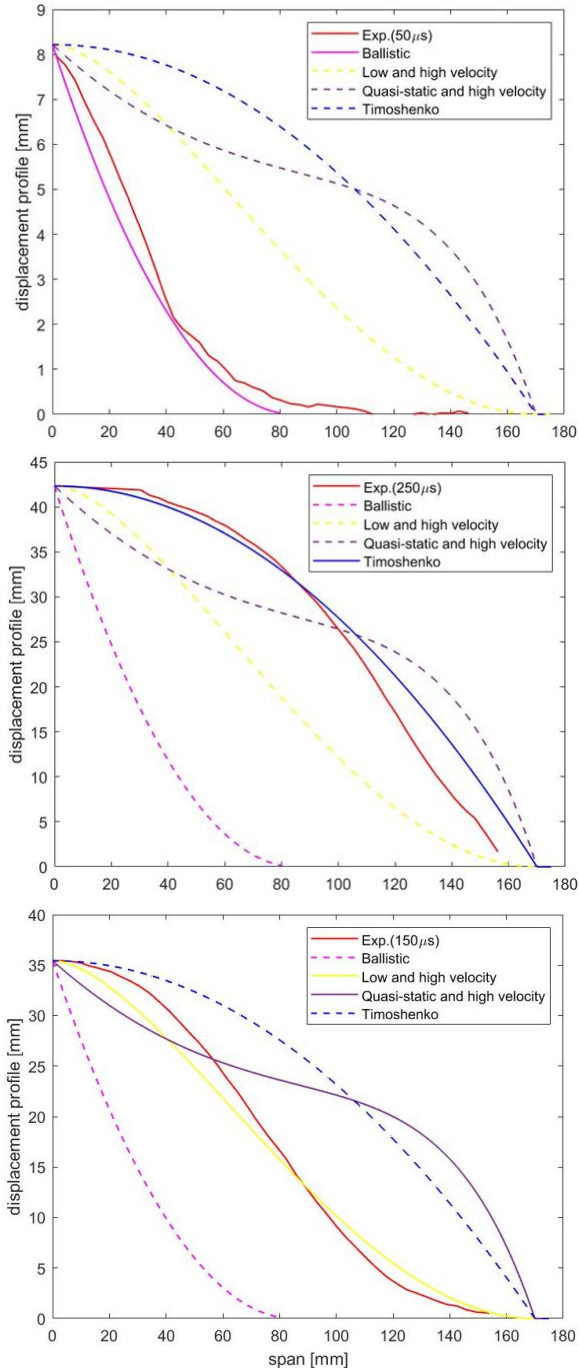 9
8
7
6
5
4
3
2
1
0
displacement profile [mm]
Exp.(50μs)
Ballistic
Low and high velocity
Quasi-static and high velocity
Timoshenko
0 20 40 60 80 100 120 140 160 180
45
40
35
30
25
20
15
10
5
0
displacement profile [mm]
Exp.(250μs)
Ballistic
Low and high velocity
Quasi-static and high velocity
Timoshenko
0 20 40 60 80 100 120 140 160 180
40
35
30
25
20
15
10
5
0
displacement profile [mm]
Exp.(150μs)
Ballistic
Low and high velocity
Quasi-static and high velocity
Timoshenko
0 20 40 60 80 100 120 140 160 180
span [mm]